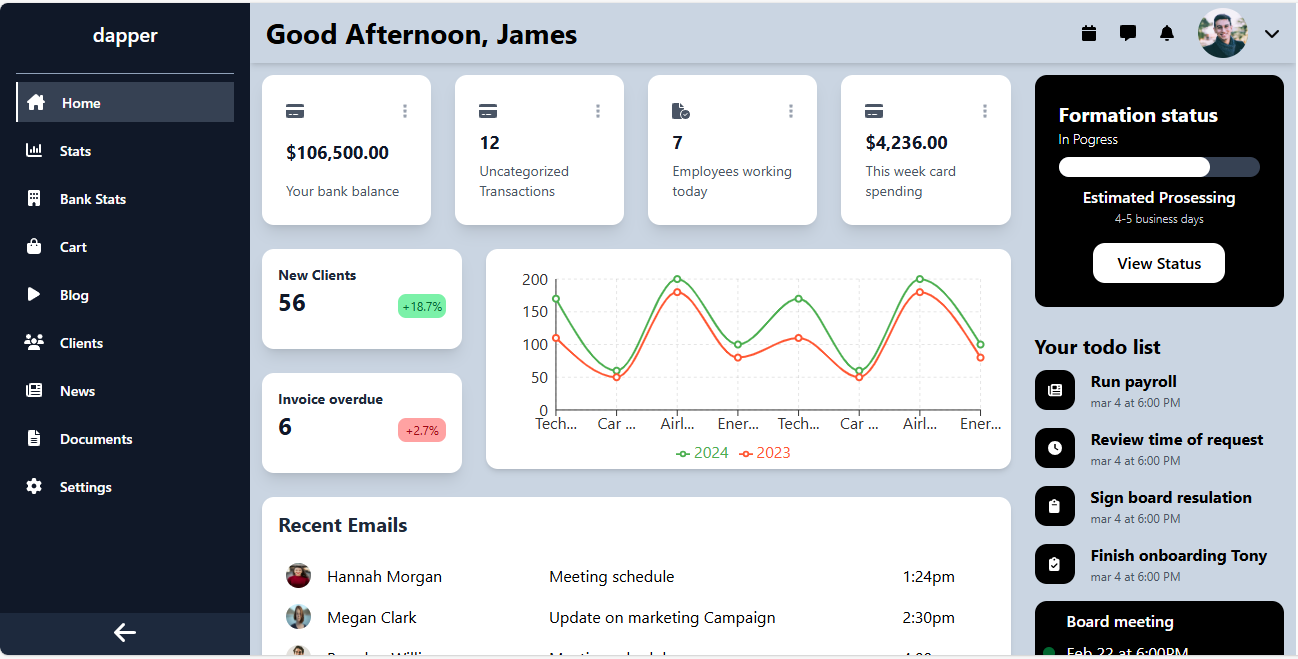 dapper
Home
Stats
Bank Stats
Cart
Blog
Clients
News
Documents
Settings
Good Afternoon, James
$106,500.00
Your bank balance
12
Uncategorized
Transactions
7
Employees working
today
$4,236.00
This week card
spending
New Clients
56
+18.7%
Invoice overdue
6
+2.7%
200
150
100
50
0
Tech...
Car ...
Airl...
Ener...
Tech...
Car ...
Airl...
Ener...
2024
2023
Recent Emails
Hannah Morgan
Meeting schedule
1:24pm
Megan Clark
Update on marketing Campaign
2:30pm
Formation status
In Pogress
Estimated Prosessing
4-5 business days
View Status
Your todo list
Run payroll
mar 4 at 6:00 PM
Review time of request
mar 4 at 6:00 PM
Sign board resulation
mar 4 at 6:00 PM
Finish onboarding Tony
mar 4 at 6:00 PM
Board meeting
Feb 22 at 6:00PM